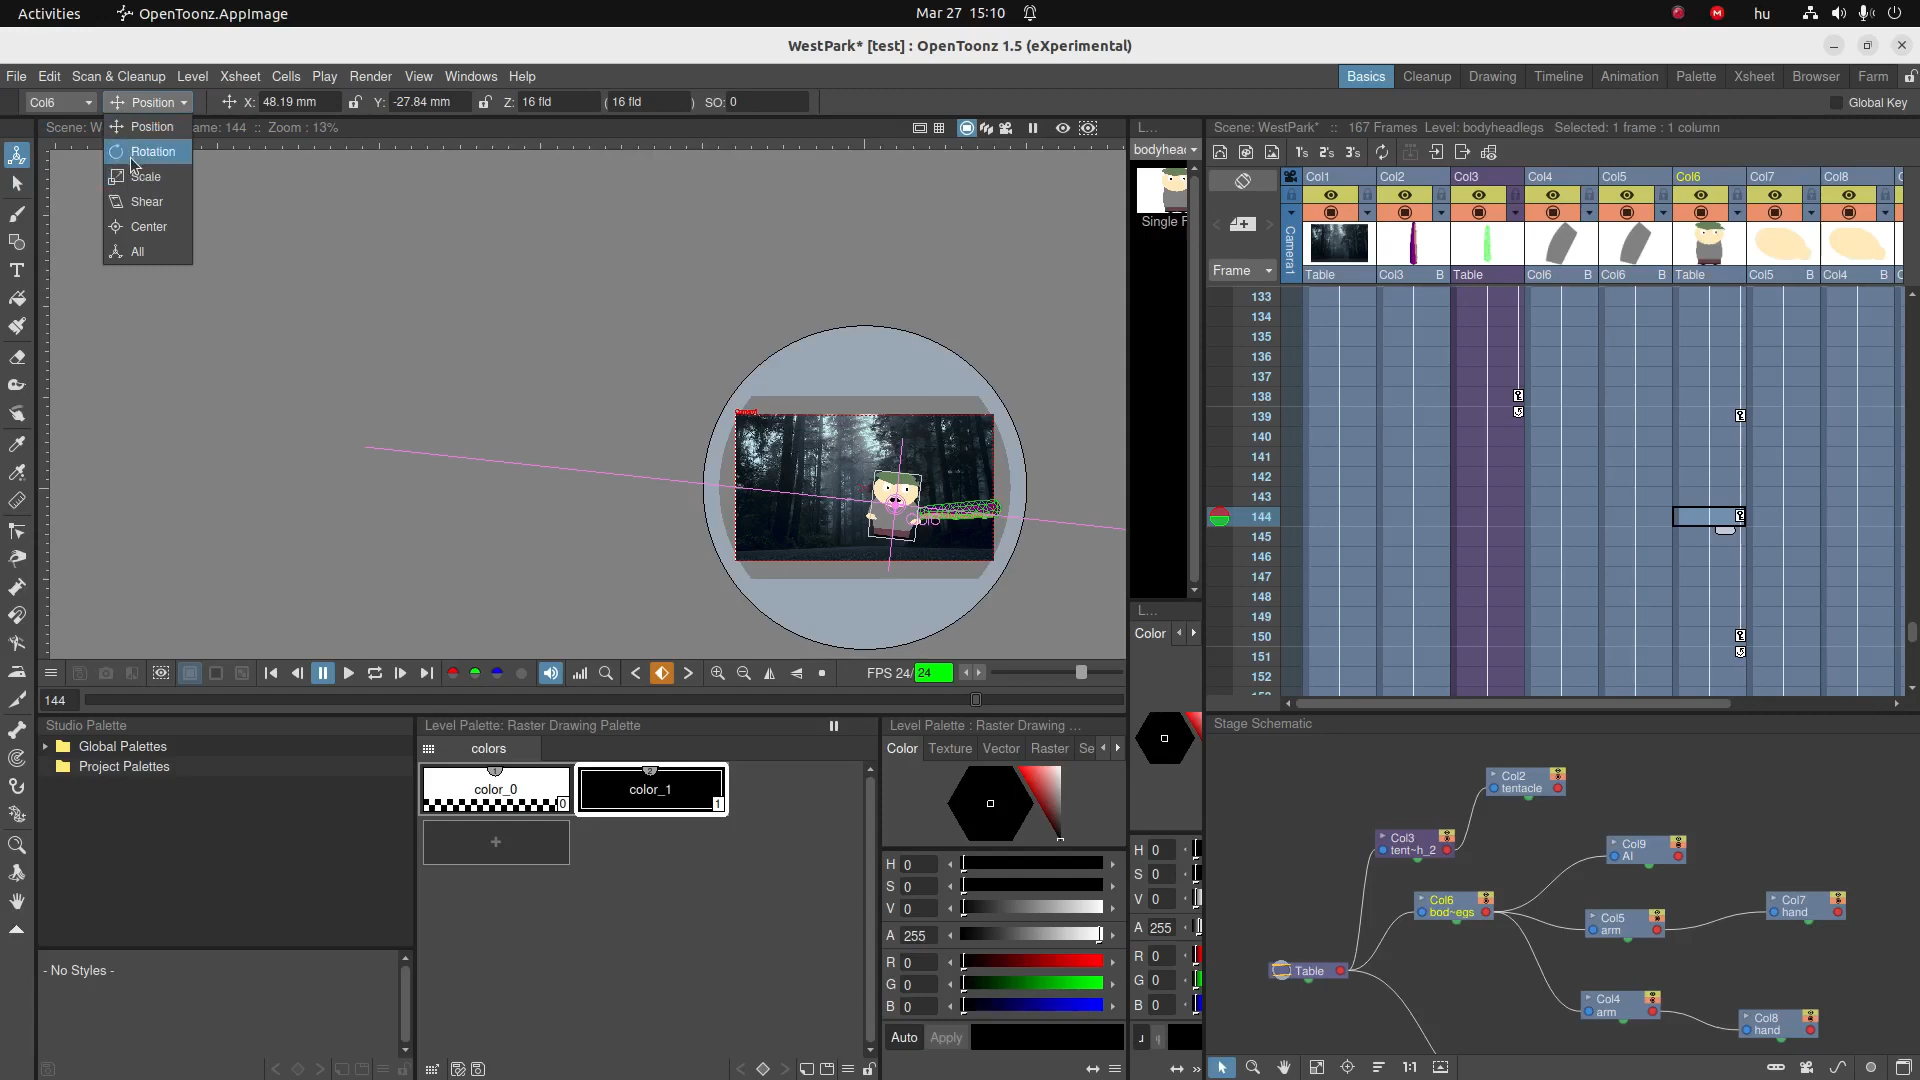 Activities
OpenToonz.AppImage
Mar 27 15:10
hu
WestPark* [test] : OpenToonz 1.5 (eXperimental)
File Edit Scan & Cleanup Level Xsheet Cells Play Render View Windows Help
Basics Cleanup Drawing Timeline Animation Palette Xsheet Browser Farm
Col6 Position X: 48.19 mm Y: -27.84 mm Z: 16 fld ( 16 fld ) SO: 0
Global Key
Scene: W
ame: 144 :: Zoom : 13%
Position
Rotation
Scale
Shear
Center
All
L...
bodyhea
Single F
Scene: WestPark* :: 167 Frames Level: bodyheadlegs Selected: 1 frame : 1 column
1's 2's 3's
Col1 Col2 Col3 Col4 Col5 Col6 Col7 Col8
Camera1
Frame
Table Col3 B Table Col6 B Col6 B Table Col5 B Col4 B
133
134
135
136
137
138
139
140
141
142
143
144
145
146
147
148
149
150
151
152
L...
Color
FPS 24/ 24
144
Studio Palette
Global Palettes
Project Palettes
- No Styles -
Level Palette: Raster Drawing Palette
colors
1
color_0
0
2
color_1
1
+
Level Palette : Raster Drawing ...
Color Texture Vector Raster Se
H 0
S 0
V 0
A 255
R 0
G 0
B 0
Auto Apply
H 0
S 0
V 0
A 255
R 0
G 0
B 0
Stage Schematic
Col2
tentacle
Col3
tent~h_2
Col9
AI
Col6
bod~egs
Col7
hand
Col5
arm
Table
Col4
arm
Col8
hand
1:1